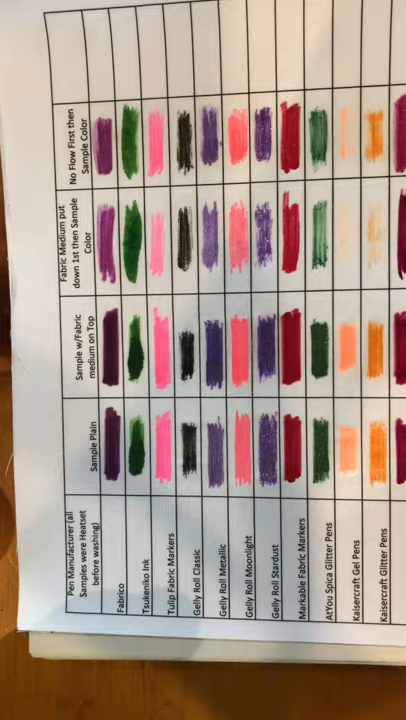 Pen Manufacturer (all
Samples were Heatset
before washing)
Sample Plain
Sample w/Fabric
medium on Top
Fabric Medium put
down 1st then Sample
Color
No Flow First then
Sample Color
Fabrico
Tsukeniko Ink
Tulip Fabric Markers
Gelly Roll Classic
Gelly Roll Metallic
Gelly Roll Moonlight
Gelly Roll Stardust
Markable Fabric Markers
AtYou Spica Glitter Pens
Kaisercraft Gel Pens
Kaisercraft Glitter Pens